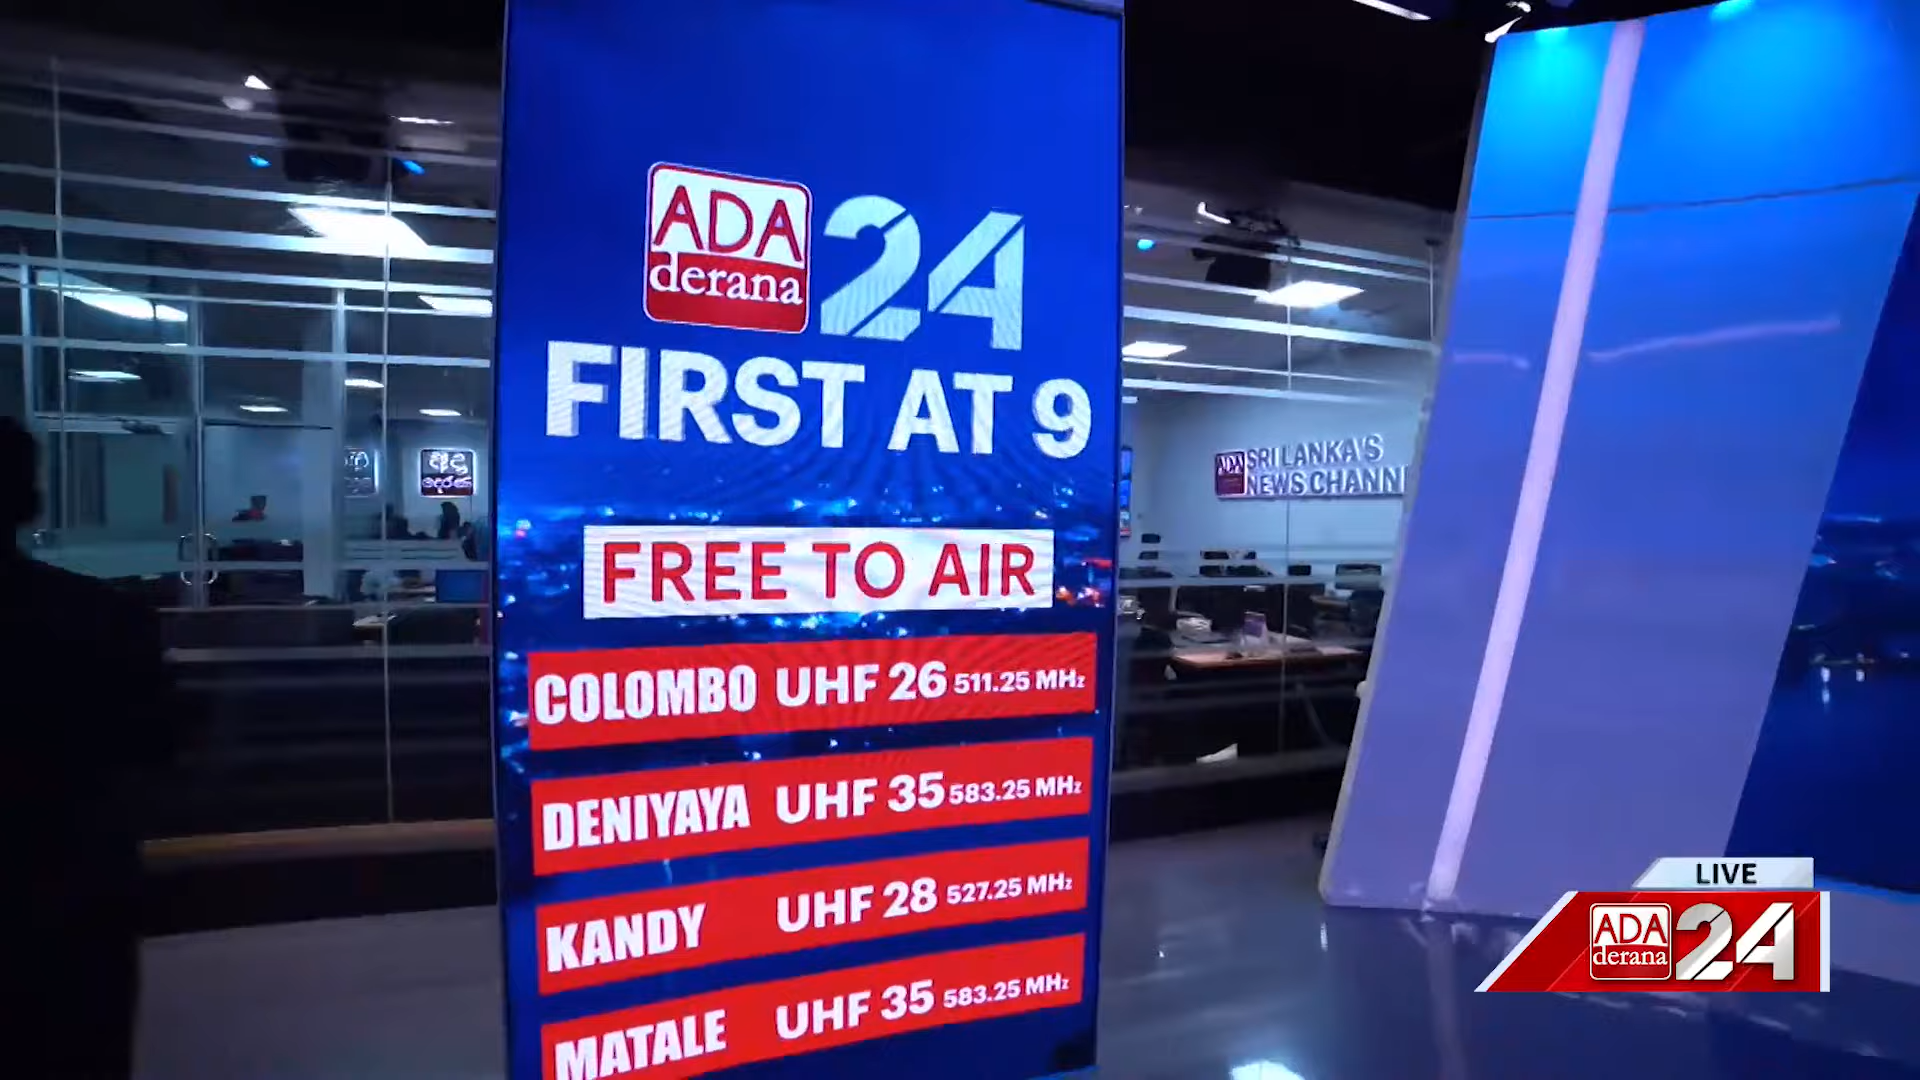 ADA
derana
24
FIRST AT 9
FREE TO AIR
COLOMBO UHF 26 511.25 MHz
DENIYAYA UHF 35 583.25 MHz
KANDY UHF 28 527.25 MHz
MATALE UHF 35 583.25 MHz
අද
දෙරණ
ADA
SRI LANKA'S
NEWS CHANN
LIVE
ADA
derana
24